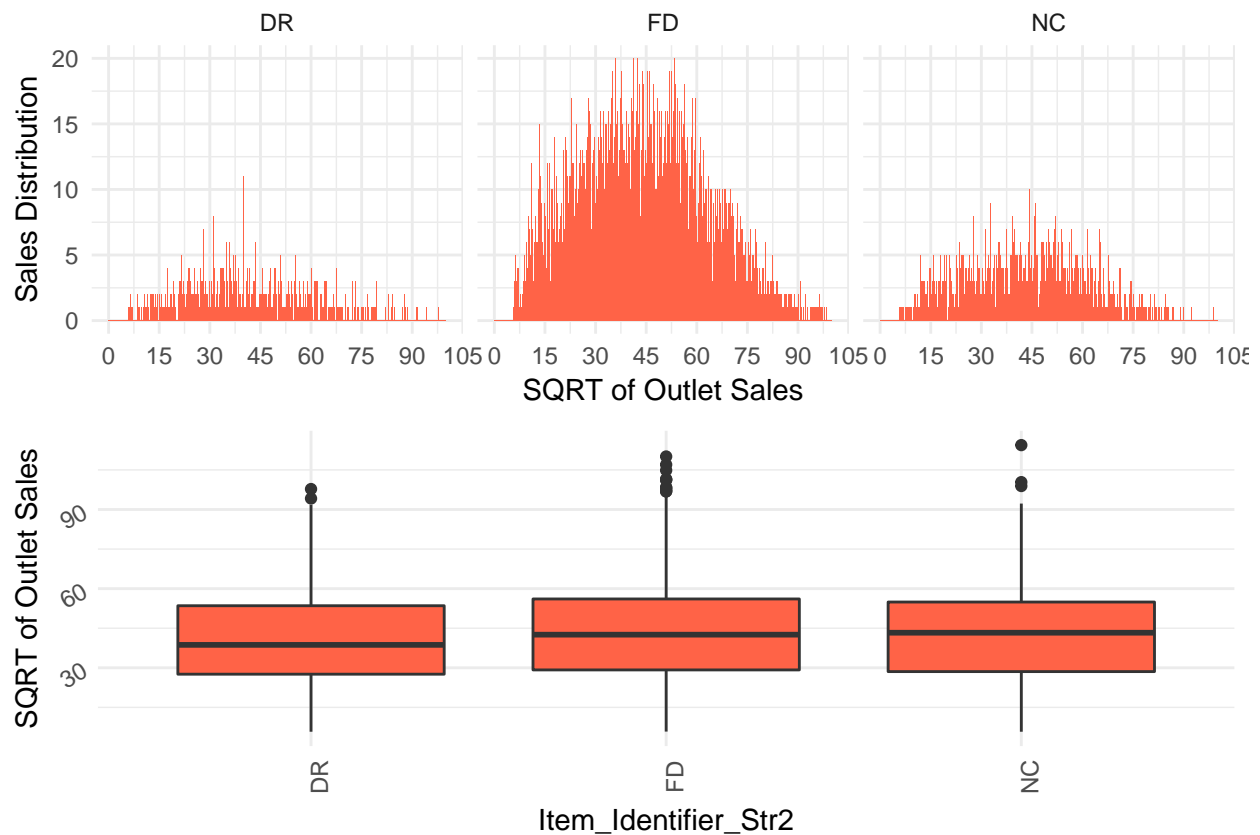 DR FD NC
Sales Distribution
20
15
10
5
0
0 15 30 45 60 75 90 105 0 15 30 45 60 75 90 105 0 15 30 45 60 75 90 105
SQRT of Outlet Sales
SQRT of Outlet Sales
90
60
30
DR FD NC
Item_Identifier_Str2